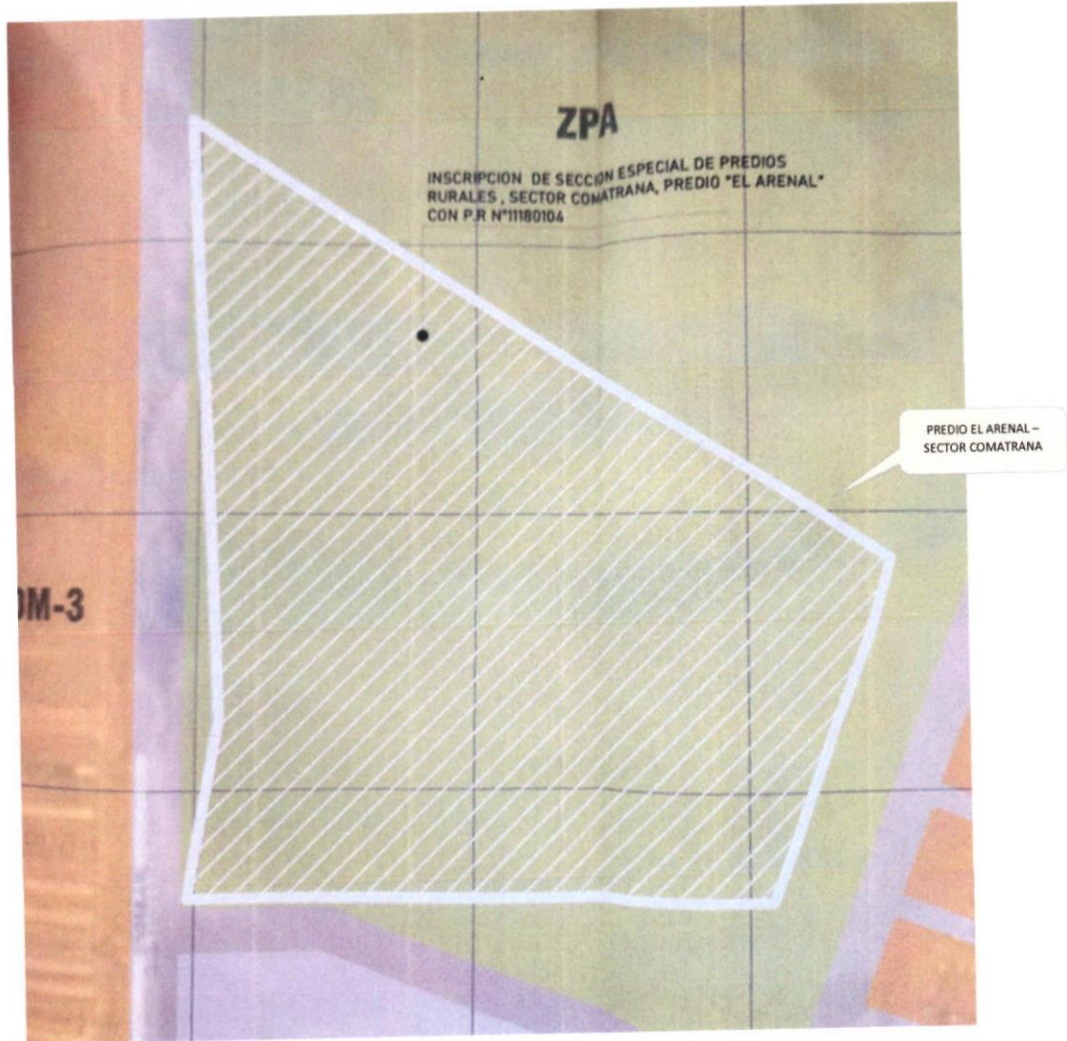 ZPA
INSCRIPCION DE SECCION ESPECIAL DE PREDIOS
RURALES , SECTOR COMATRANA, PREDIO "EL ARENAL"
CON P.R N°11180104
PREDIO EL ARENAL –
SECTOR COMATRANA
DM-3